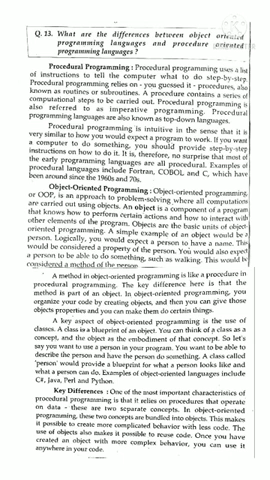 Q. 13. What are the differences between object oriented
programming languages and procedure oriented
programming languages ?
Procedural Programming : Procedural programming uses a list
of instructions to tell the computer what to do step-by-step.
Procedural programming relies on - you guessed it - procedures, also
known as routines or subroutines. A procedure contains a series of
computational steps to be carried out. Procedural programming is
also referred to as imperative programming. Procedural
programming languages are also known as top-down languages.
Procedural programming is intuitive in the sense that it is
very similar to how you would expect a program to work. If you want
a computer to do something, you should provide step-by-step
instructions on how to do it. It is, therefore, no surprise that most of
the early programming languages are all procedural. Examples of
procedural languages include Fortran, COBOL and C, which have
been around since the 1960s and 70s.
Object-Oriented Programming : Object-oriented programming,
or OOP, is an approach to problem-solving where all computations
are carried out using objects. An object is a component of a program
that knows how to perform certain actions and how to interact with
other elements of the program. Objects are the basic units of object-
oriented programming. A simple example of an object would be a
person. Logically, you would expect a person to have a name. This
would be considered a property of the person. You would also expect
a person to be able to do something, such as walking. This would be
considered a method of the person.
A method in object-oriented programming is like a procedure in
procedural programming. The key difference here is that the
method is part of an object. In object-oriented programming, you
organize your code by creating objects, and then you can give those
objects properties and you can make them do certain things.
A key aspect of object-oriented programming is the use of
classes. A class is a blueprint of an object. You can think of a class as a
concept, and the object as the embodiment of that concept. So let's
say you want to use a person in your program. You want to be able to
describe the person and have the person do something. A class called
'person' would provide a blueprint for what a person looks like and
what a person can do. Examples of object-oriented languages include
C#, Java, Perl and Python.
Key Differences : One of the most important characteristics of
procedural programming is that it relies on procedures that operate
on data - these are two separate concepts. In object-oriented
programming, these two concepts are bundled into objects. This makes
it possible to create more complicated behavior with less code. The
use of objects also makes it possible to reuse code. Once you have
created an object with more complex behavior, you can use it
anywhere in your code.